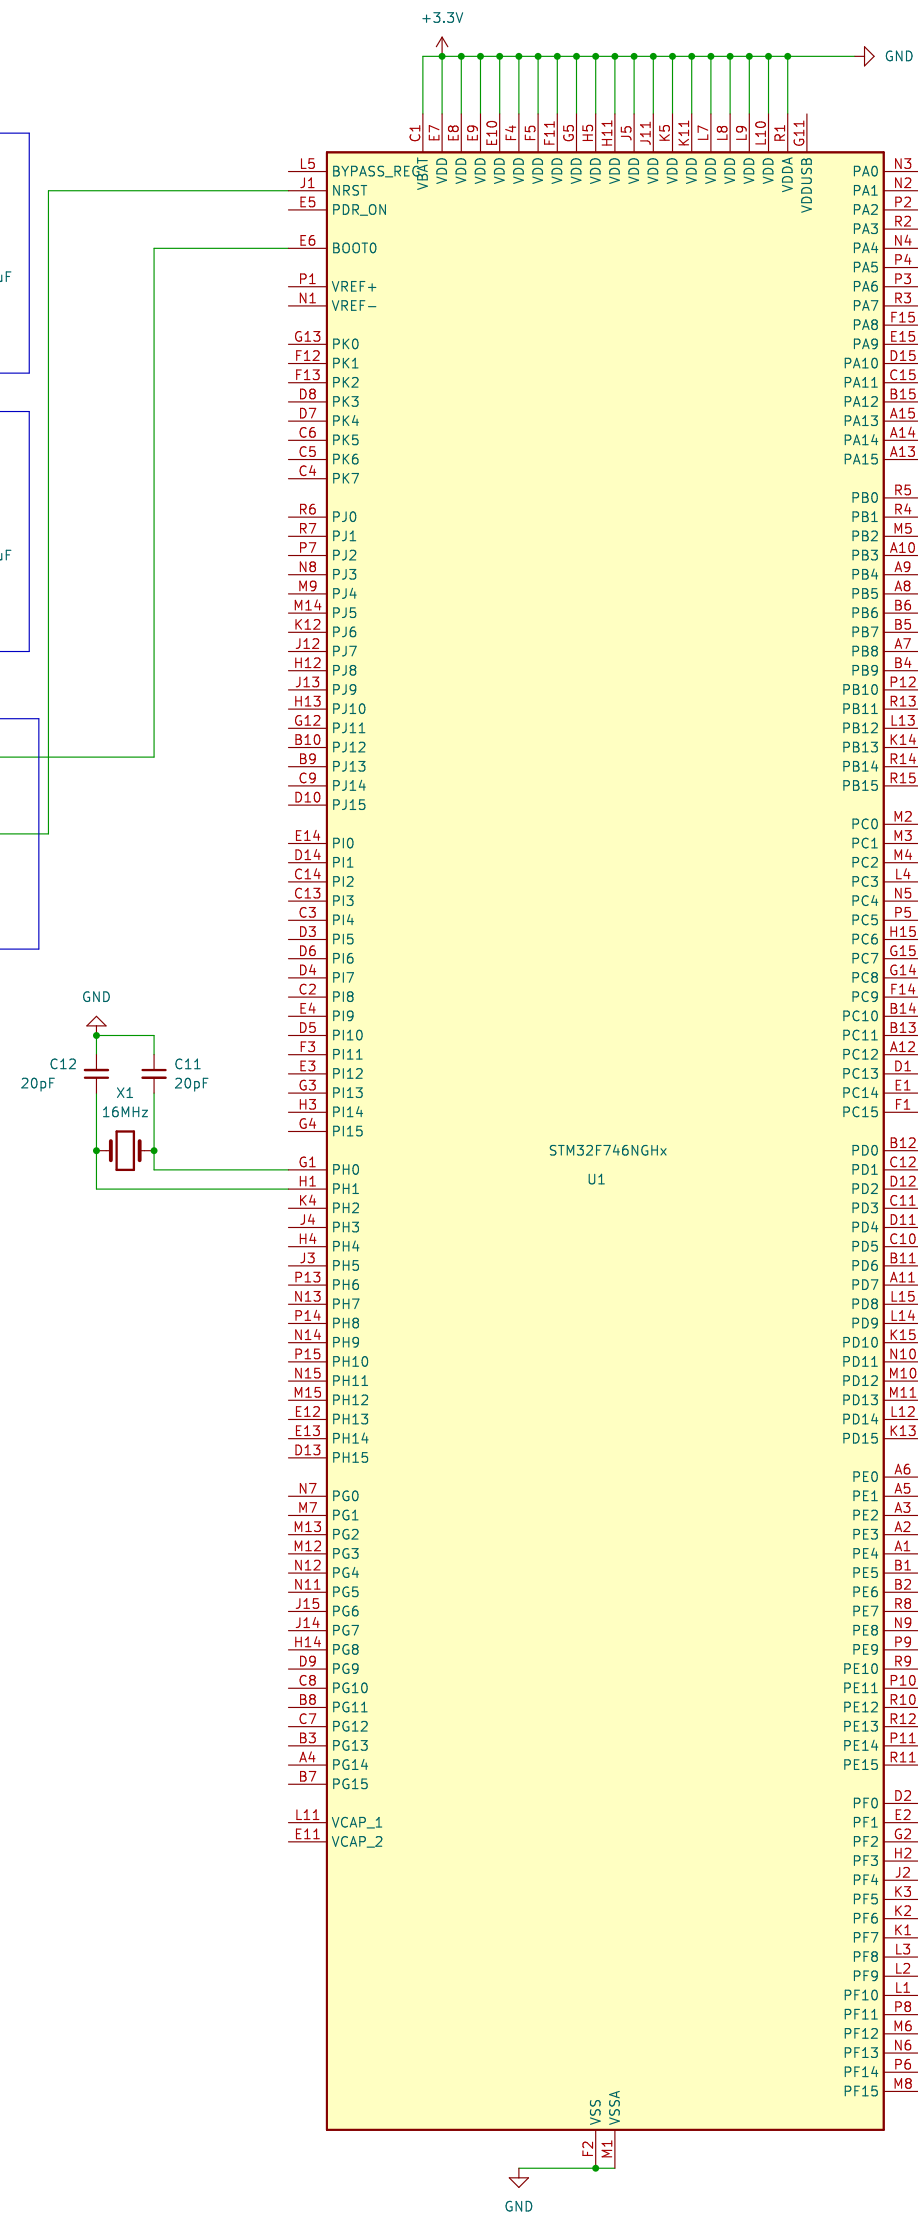 +3.3V
GND
C1 E7 E8 E9 E10 F4 F5 F11 G5 H5 H11 J5 J11 K5 K11 L7 L8 L9 L10 R1 G11
VBAT VDD VDD VDD VDD VDD VDD VDD VDD VDD VDD VDD VDD VDD VDD VDD VDD VDD VDD VDDA VDDUSB
L5 BYPASS_REG PA0 N3
J1 NRST PA1 N2
E5 PDR_ON PA2 P2
PA3 R2
E6 BOOT0 PA4 N4
PA5 P4
uF
P1 VREF+ PA6 P3
N1 VREF- PA7 R3
PA8 F15
G13 PK0 PA9 E15
F12 PK1 PA10 D15
F13 PK2 PA11 C15
D8 PK3 PA12 B15
D7 PK4 PA13 A15
C6 PK5 PA14 A14
C5 PK6 PA15 A13
C4 PK7
PB0 R5
R6 PJ0 PB1 R4
R7 PJ1 PB2 M5
uF P7 PJ2 PB3 A10
N8 PJ3 PB4 A9
M9 PJ4 PB5 A8
M14 PJ5 PB6 B6
K12 PJ6 PB7 B5
J12 PJ7 PB8 A7
H12 PJ8 PB9 B4
J13 PJ9 PB10 P12
H13 PJ10 PB11 R13
G12 PJ11 PB12 L13
B10 PJ12 PB13 K14
B9 PJ13 PB14 R14
C9 PJ14 PB15 R15
D10 PJ15
PC0 M2
E14 PI0 PC1 M3
D14 PI1 PC2 M4
C14 PI2 PC3 L4
C13 PI3 PC4 N5
C3 PI4 PC5 P5
D3 PI5 PC6 H15
D6 PI6 PC7 G15
D4 PI7 PC8 G14
GND C2 PI8 PC9 F14
E4 PI9 PC10 B14
D5 PI10 PC11 B13
F3 PI11 PC12 A12
C12 C11
E3 PI12 PC13 D1
20pF 20pF
X1 G3 PI13 PC14 E1
16MHz H3 PI14 PC15 F1
G4 PI15
STM32F746NGHx PD0 B12
G1 PH0 PD1 C12
U1
H1 PH1 PD2 D12
K4 PH2 PD3 C11
J4 PH3 PD4 D11
H4 PH4 PD5 C10
J3 PH5 PD6 B11
P13 PH6 PD7 A11
N13 PH7 PD8 L15
P14 PH8 PD9 L14
N14 PH9 PD10 K15
P15 PH10 PD11 N10
N15 PH11 PD12 M10
M15 PH12 PD13 M11
E12 PH13 PD14 L12
E13 PH14 PD15 K13
D13 PH15
PE0 A6
N7 PG0 PE1 A5
M7 PG1 PE2 A3
M13 PG2 PE3 A2
M12 PG3 PE4 A1
N12 PG4 PE5 B1
N11 PG5 PE6 B2
J15 PG6 PE7 R8
J14 PG7 PE8 N9
H14 PG8 PE9 P9
D9 PG9 PE10 R9
C8 PG10 PE11 P10
B8 PG11 PE12 R10
C7 PG12 PE13 R12
B3 PG13 PE14 P11
A4 PG14 PE15 R11
B7 PG15
PF0 D2
L11 VCAP_1 PF1 E2
E11 VCAP_2 PF2 G2
PF3 H2
PF4 J2
PF5 K3
PF6 K2
PF7 K1
PF8 L3
PF9 L2
PF10 L1
PF11 P8
PF12 M6
PF13 N6
PF14 P6
PF15 M8
VSS VSSA
F2 M1
GND